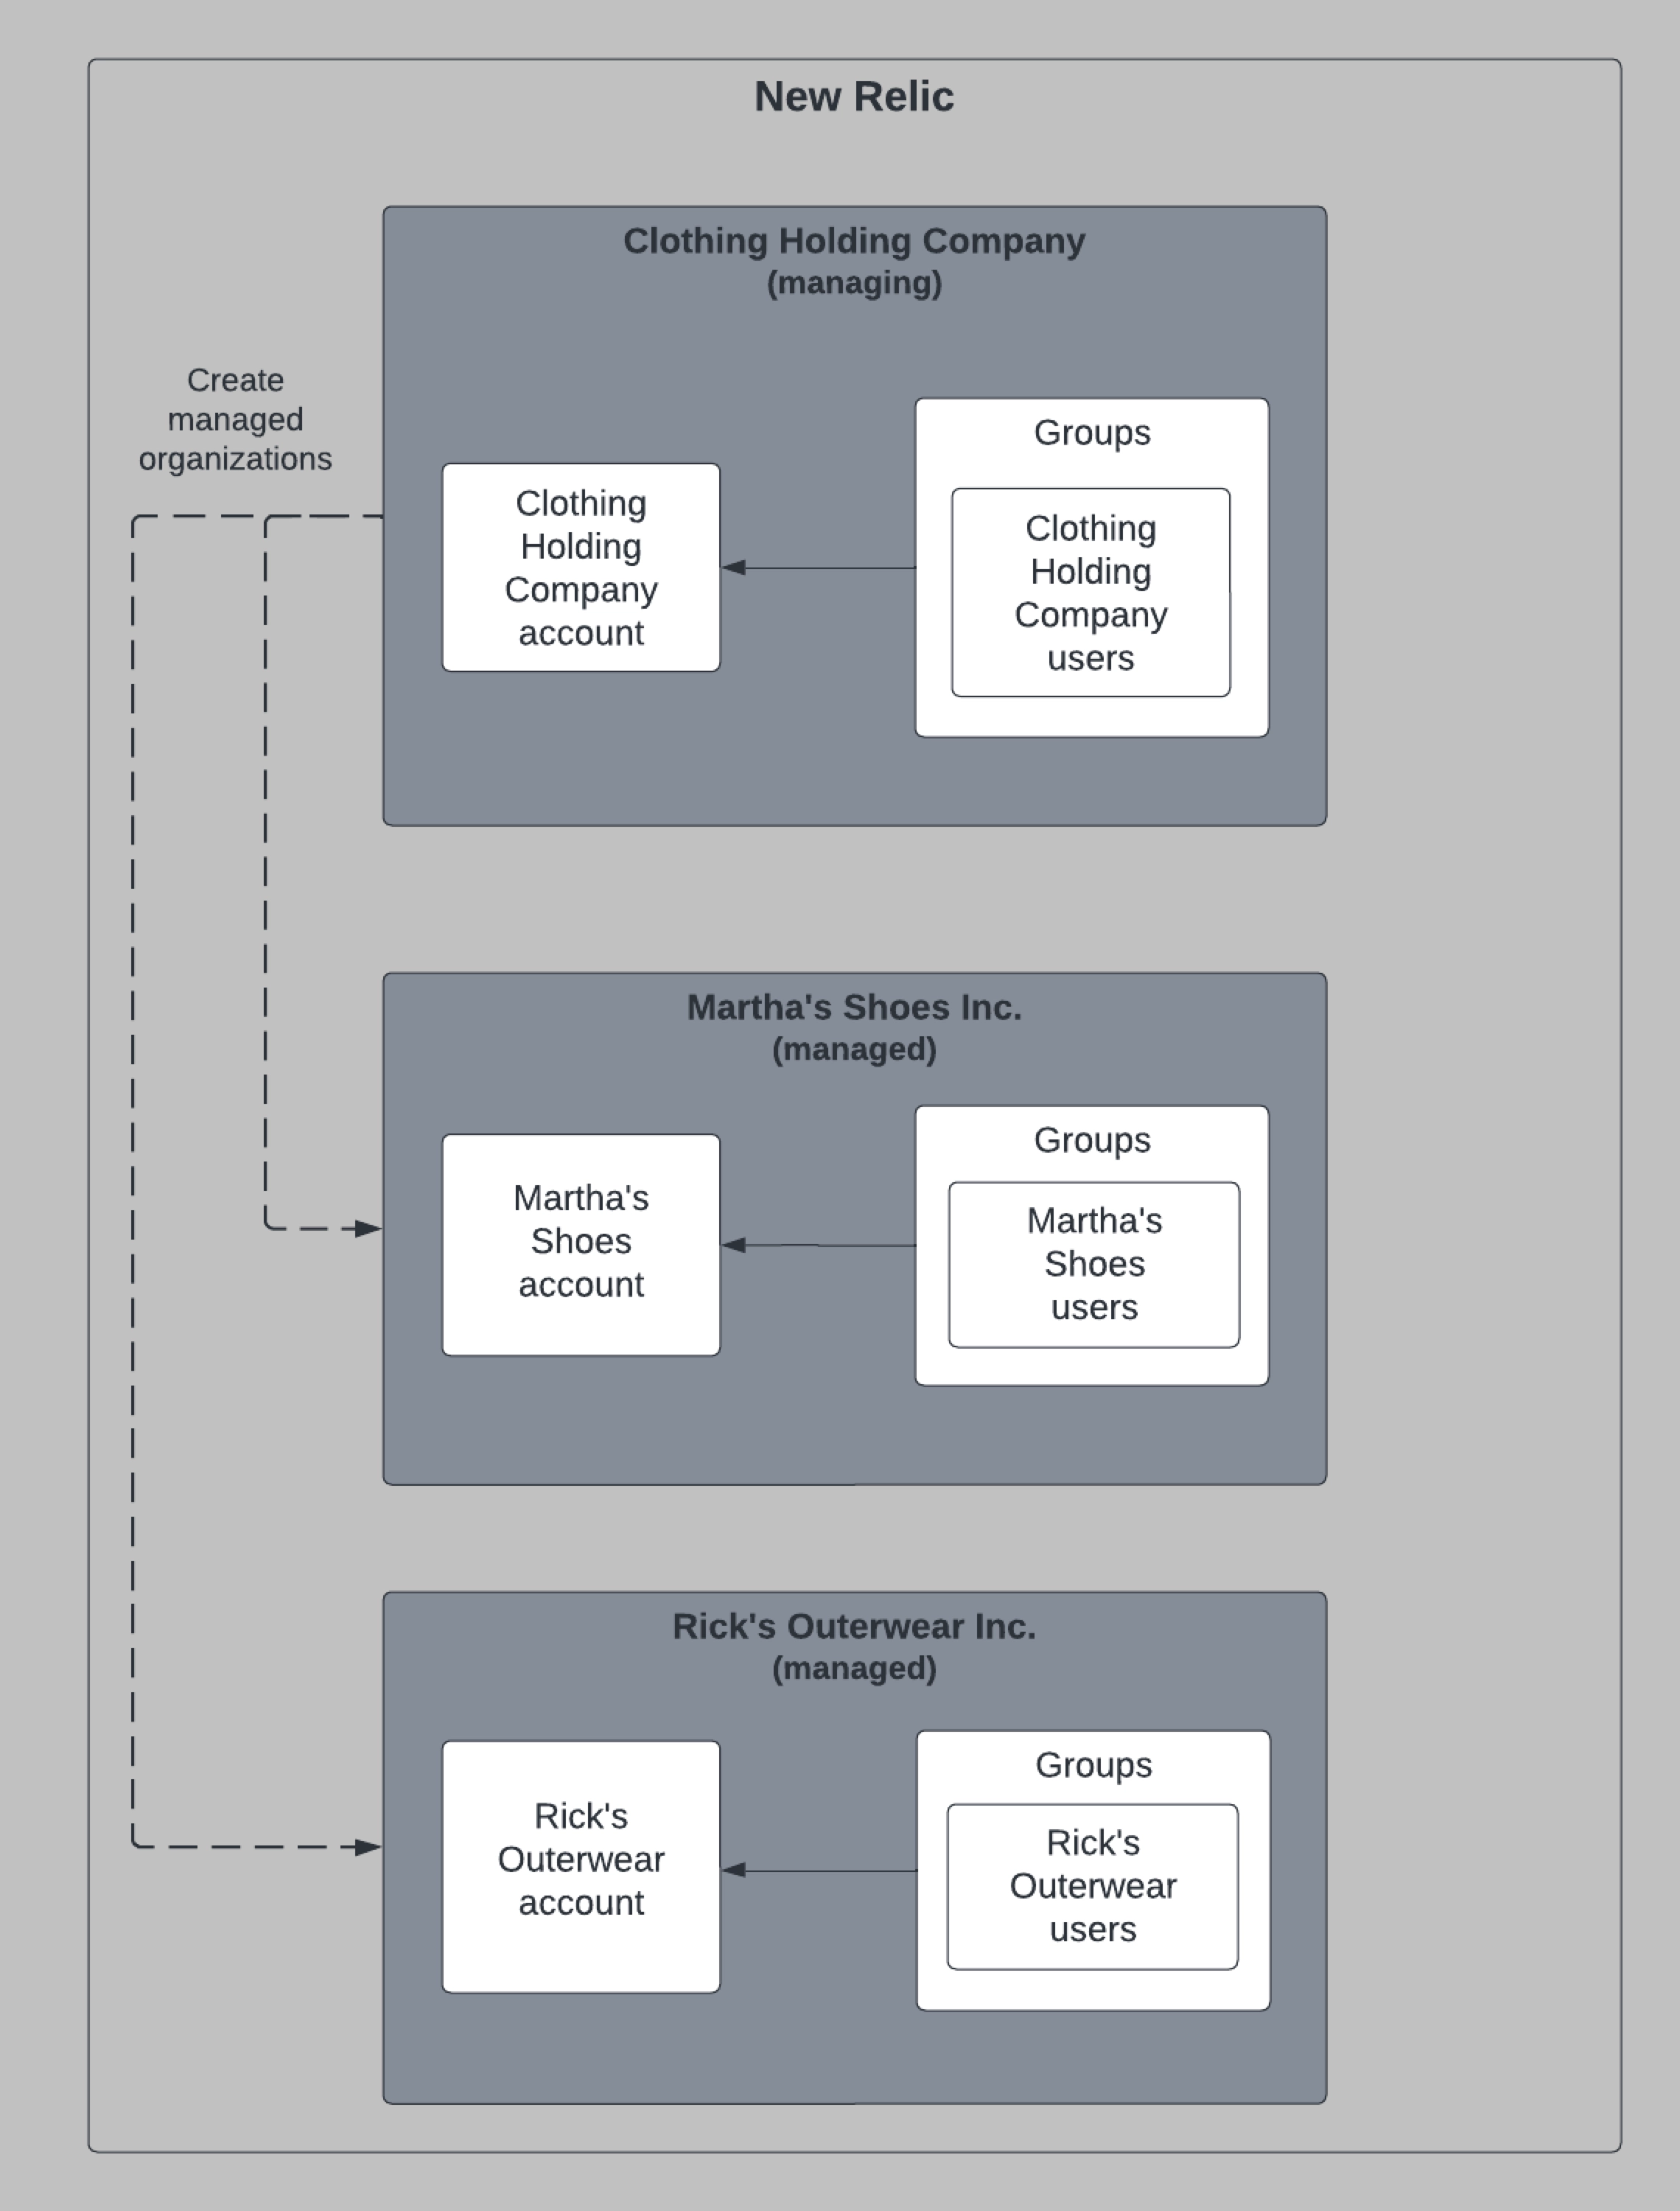 New Relic
Clothing Holding Company
(managing)
Create
managed
organizations
Clothing
Holding
Company
account
Groups
Clothing
Holding
Company
users
Martha's Shoes Inc.
(managed)
Martha's
Shoes
account
Groups
Martha's
Shoes
users
Rick's Outerwear Inc.
(managed)
Rick's
Outerwear
account
Groups
Rick's
Outerwear
users